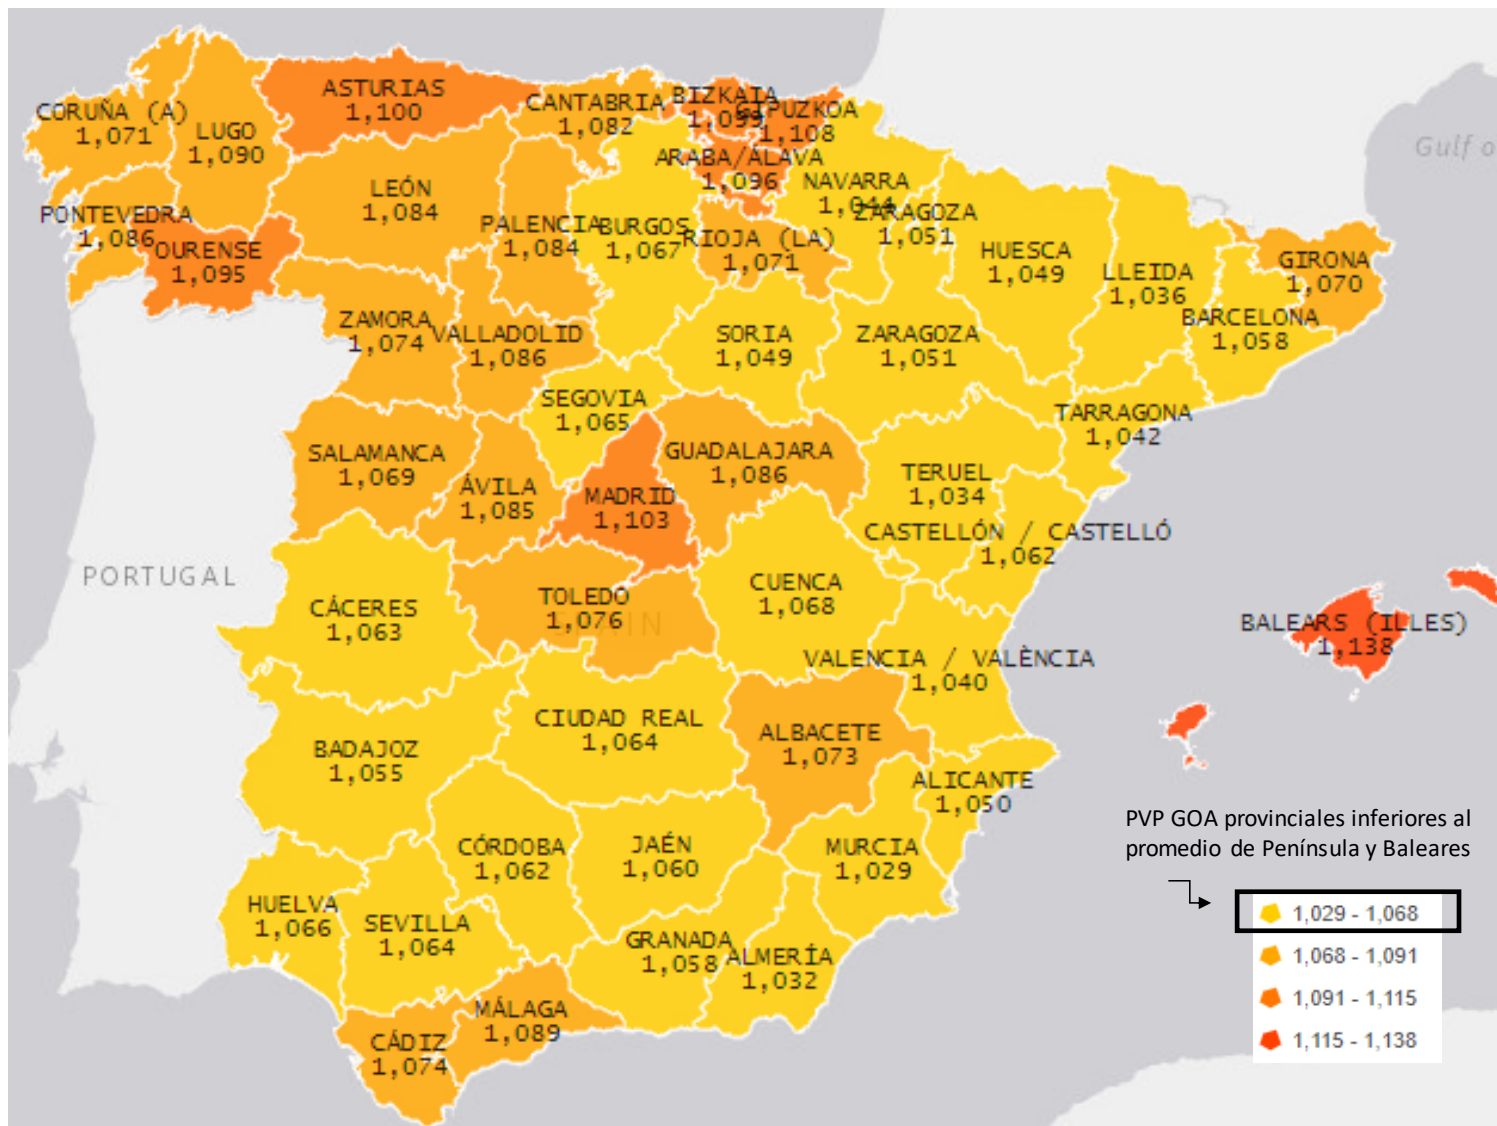 ASTURIAS
1,100
CORUÑA (A)
1,071
LUGO
1,090
CANTABRIA
1,082
BIZKAIA
1,099
GIPUZKOA
1,108
Gulf o
ARABA/ÁLAVA
1,096
LEÓN
1,084
NAVARRA
1,044
PONTEVEDRA
1,086
OURENSE
1,095
PALENCIA
1,084
BURGOS
1,067
RIOJA (LA)
1,071
ZARAGOZA
1,051
HUESCA
1,049
LLEIDA
1,036
GIRONA
1,070
BARCELONA
1,058
ZAMORA
1,074
VALLADOLID
1,086
SORIA
1,049
ZARAGOZA
1,051
SEGOVIA
1,065
TARRAGONA
1,042
SALAMANCA
1,069
ÁVILA
1,085
MADRID
1,103
GUADALAJARA
1,086
TERUEL
1,034
CASTELLÓN / CASTELLÓ
1,062
PORTUGAL
CÁCERES
1,063
TOLEDO
1,076
SPAIN
CUENCA
1,068
BALEARS (ILLES)
1,138
VALENCIA / VALÈNCIA
1,040
CIUDAD REAL
1,064
BADAJOZ
1,055
ALBACETE
1,073
ALICANTE
1,050
CÓRDOBA
1,062
JAÉN
1,060
MURCIA
1,029
HUELVA
1,066
SEVILLA
1,064
GRANADA
1,058
ALMERÍA
1,032
MÁLAGA
1,089
CÁDIZ
1,074
PVP GOA provinciales inferiores al
promedio de Península y Baleares
1,029 - 1,068
1,068 - 1,091
1,091 - 1,115
1,115 - 1,138